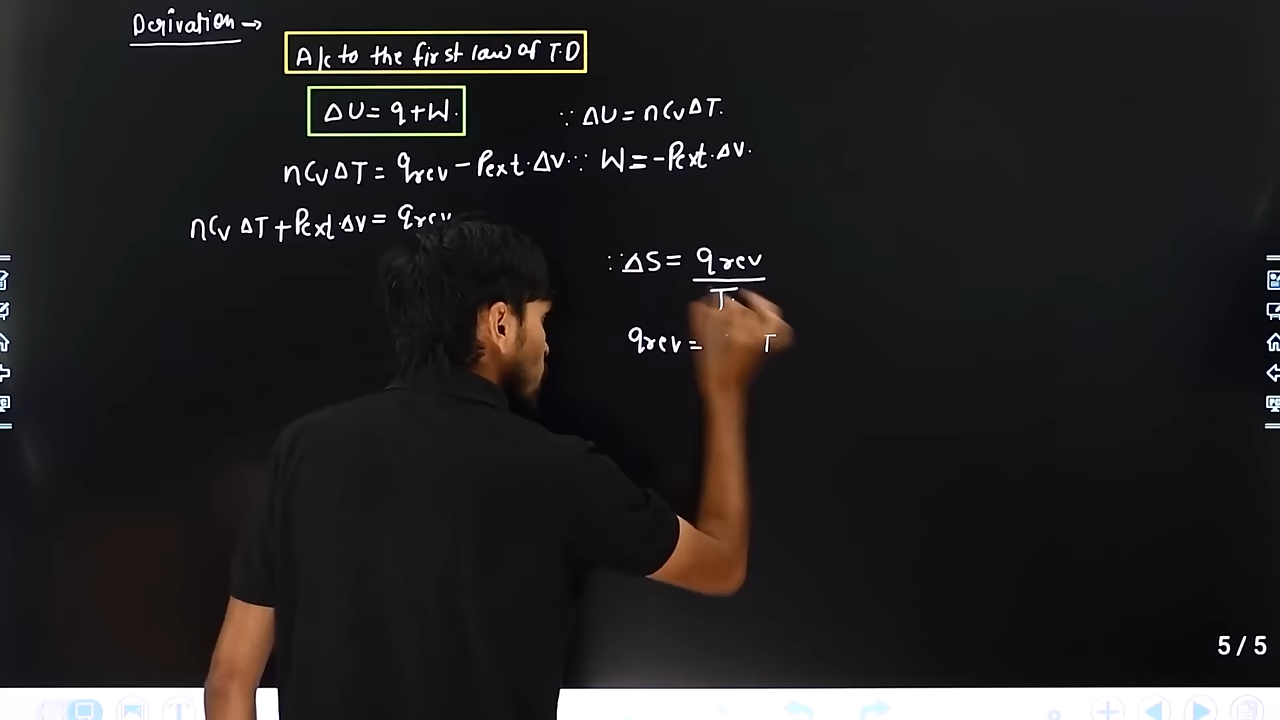 Derivation →
A/c to the first law of T.D
ΔU = q + W.
∵ ΔU = nCvΔT.
nCvΔT = qrev - Pext.ΔV
∵ W = -Pext.ΔV.
nCvΔT + Pext.ΔV = qrev
∵ ΔS = qrev
T.
qrev = T
5 / 5